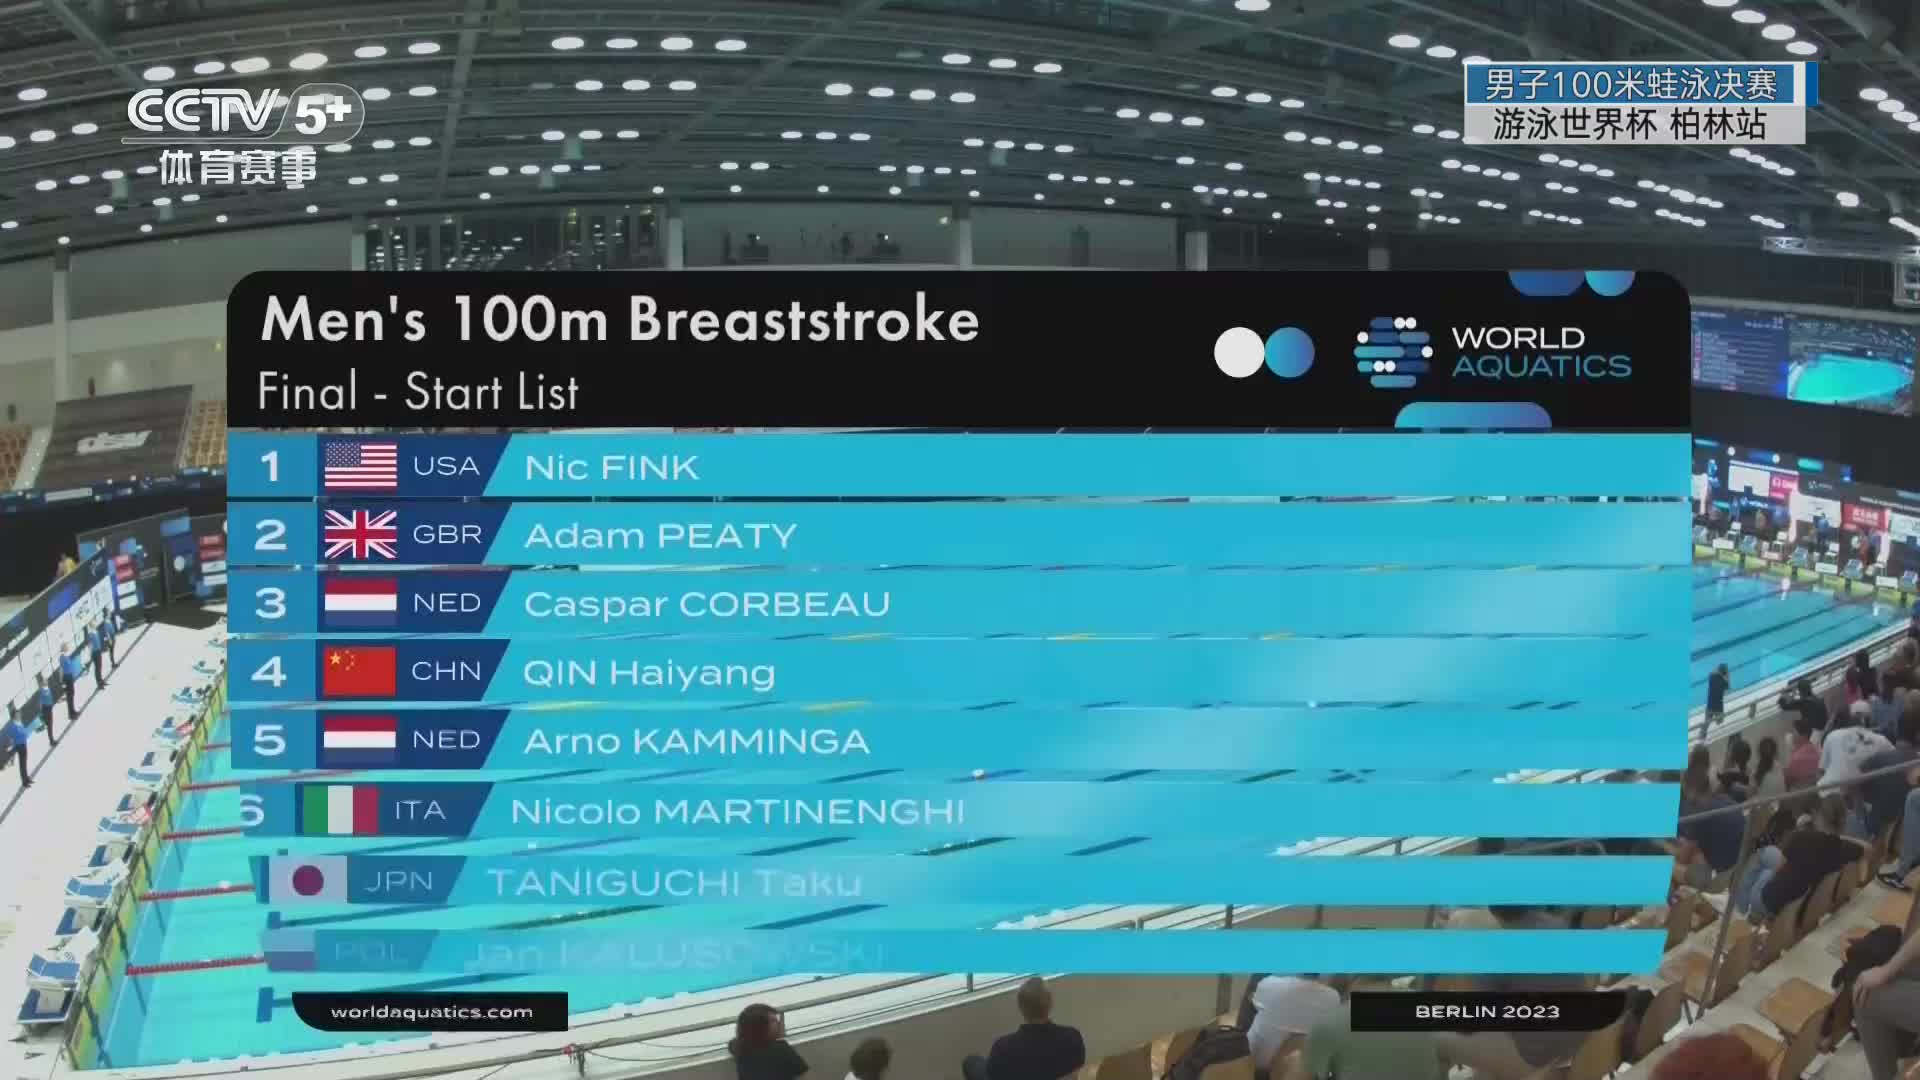 CCTV 5+
体育赛事
男子100米蛙泳决赛
游泳世界杯 柏林站
Men's 100m Breaststroke
Final - Start List
WORLD
AQUATICS
1 USA Nic FINK
2 GBR Adam PEATY
3 NED Caspar CORBEAU
4 CHN QIN Haiyang
5 NED Arno KAMMINGA
6 ITA Nicolo MARTINENGHI
JPN TANIGUCHI Taku
POL Jan KALUSOWSKI
worldaquatics.com
BERLIN 2023